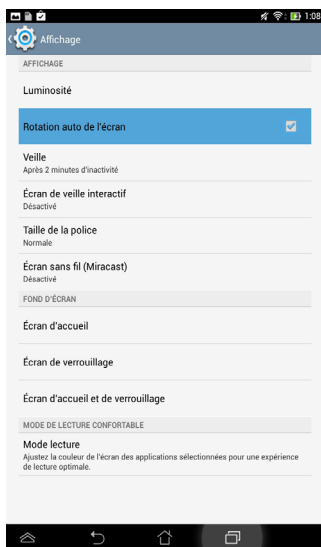 1:08
Affichage
AFFICHAGE
Luminosité
Rotation auto de l'écran
Veille
Après 2 minutes d'inactivité
Écran de veille interactif
Désactivé
Taille de la police
Normale
Écran sans fil (Miracast)
Désactivé
FOND D'ÉCRAN
Écran d'accueil
Écran de verrouillage
Écran d'accueil et de verrouillage
MODE DE LECTURE CONFORTABLE
Mode lecture
Ajustez la couleur de l'écran des applications sélectionnées pour une expérience
de lecture optimale.